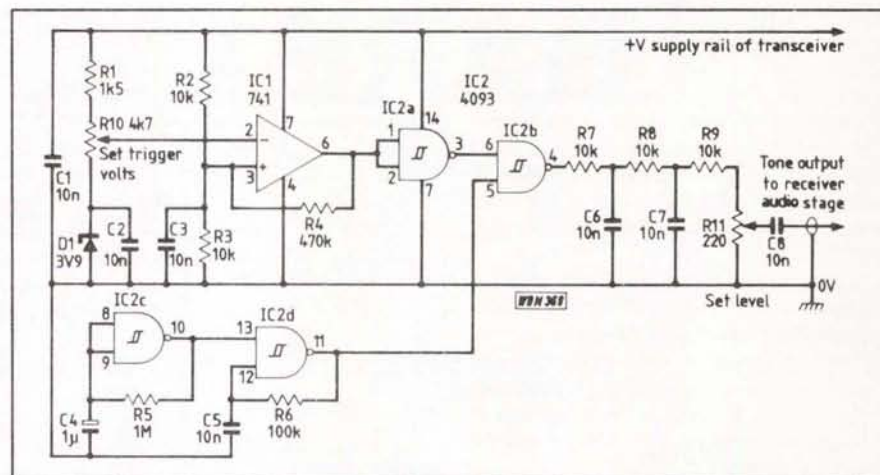 +V supply rail of transceiver
R1
1k5
R2
10k
IC1
741
IC2
4093
IC2a
IC2b
R10 4k7
Set trigger
volts
2
3
7
4
6
1
2
14
3
7
6
5
4
R7
10k
R8
10k
R9
10k
Tone output
to receiver
audio stage
C1
10n
D1
3V9
C2
10n
C3
10n
R3
10k
R4
470k
C6
10n
C7
10n
R11
220
C8
10n
0V
Set level
IC2c
8
9
10
IC2d
13
12
11
C4
1µ
R5
1M
C5
10n
R6
100k